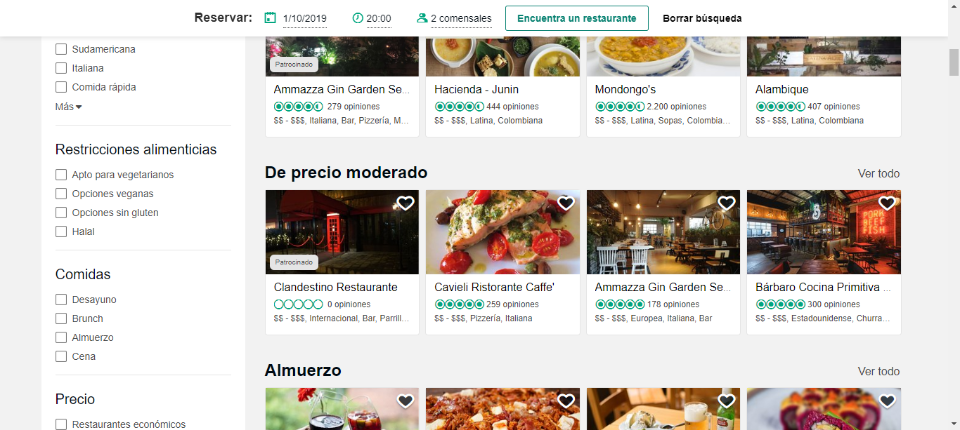 Reservar: 1/10/2019 20:00 2 comensales Encuentra un restaurante Borrar búsqueda
Sudamericana
Italiana
Comida rápida
Más
Restricciones alimenticias
Apto para vegetarianos
Opciones veganas
Opciones sin gluten
Halal
Comidas
Desayuno
Brunch
Almuerzo
Cena
Precio
Restaurantes económicos
Patrocinado
Ammazza Gin Garden Se...
279 opiniones
$$ - $$$, Italiana, Bar, Pizzería, M...
Hacienda - Junin
444 opiniones
$$ - $$$, Latina, Colombiana
Mondongo's
2.200 opiniones
$$ - $$$, Latina, Sopas, Colombia...
Alambique
407 opiniones
$$ - $$$, Latina, Colombiana
De precio moderado Ver todo
Patrocinado
Clandestino Restaurante
0 opiniones
$$ - $$$, Internacional, Bar, Parrill...
Cavieli Ristorante Caffe'
259 opiniones
$$ - $$$, Pizzería, Italiana
Ammazza Gin Garden Se...
178 opiniones
$$ - $$$, Europea, Italiana, Bar
PORK
BEEF
FISH
Bárbaro Cocina Primitiva ...
300 opiniones
$$ - $$$, Estadounidense, Churra...
Almuerzo Ver todo